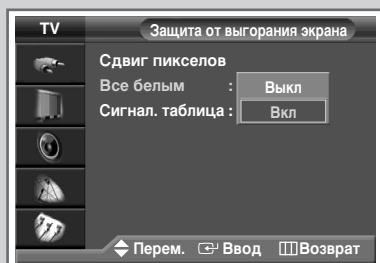 TV
Защита от выгорания экрана
Сдвиг пикселов
Все белым : Выкл
Сигнал. таблица : Вкл
Перем. Ввод Возврат